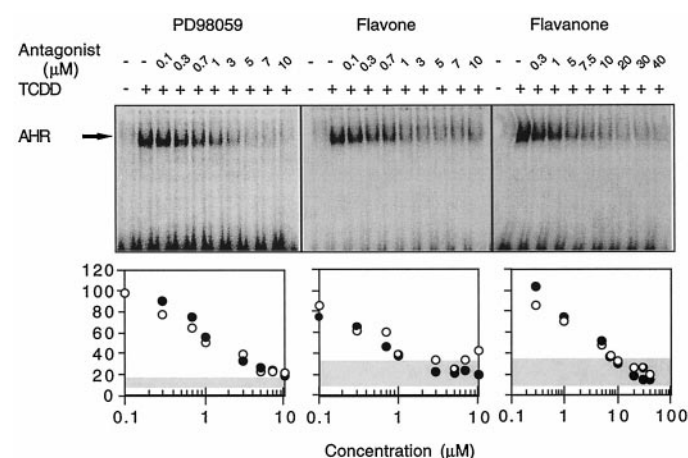 PD98059 Flavone Flavanone
Antagonist (μM) - - 0.1 0.3 0.7 1 3 5 7 10 - - 0.1 0.3 0.7 1 3 5 7 10 - - 0.3 1 5 7.5 10 20 30 40
TCDD - + + + + + + + + + - + + + + + + + + + - + + + + + + + + +
AHR
120
100
80
60
40
20
0
0.1 1 10 0.1 1 10 0.1 1 10 100
Concentration (μM)